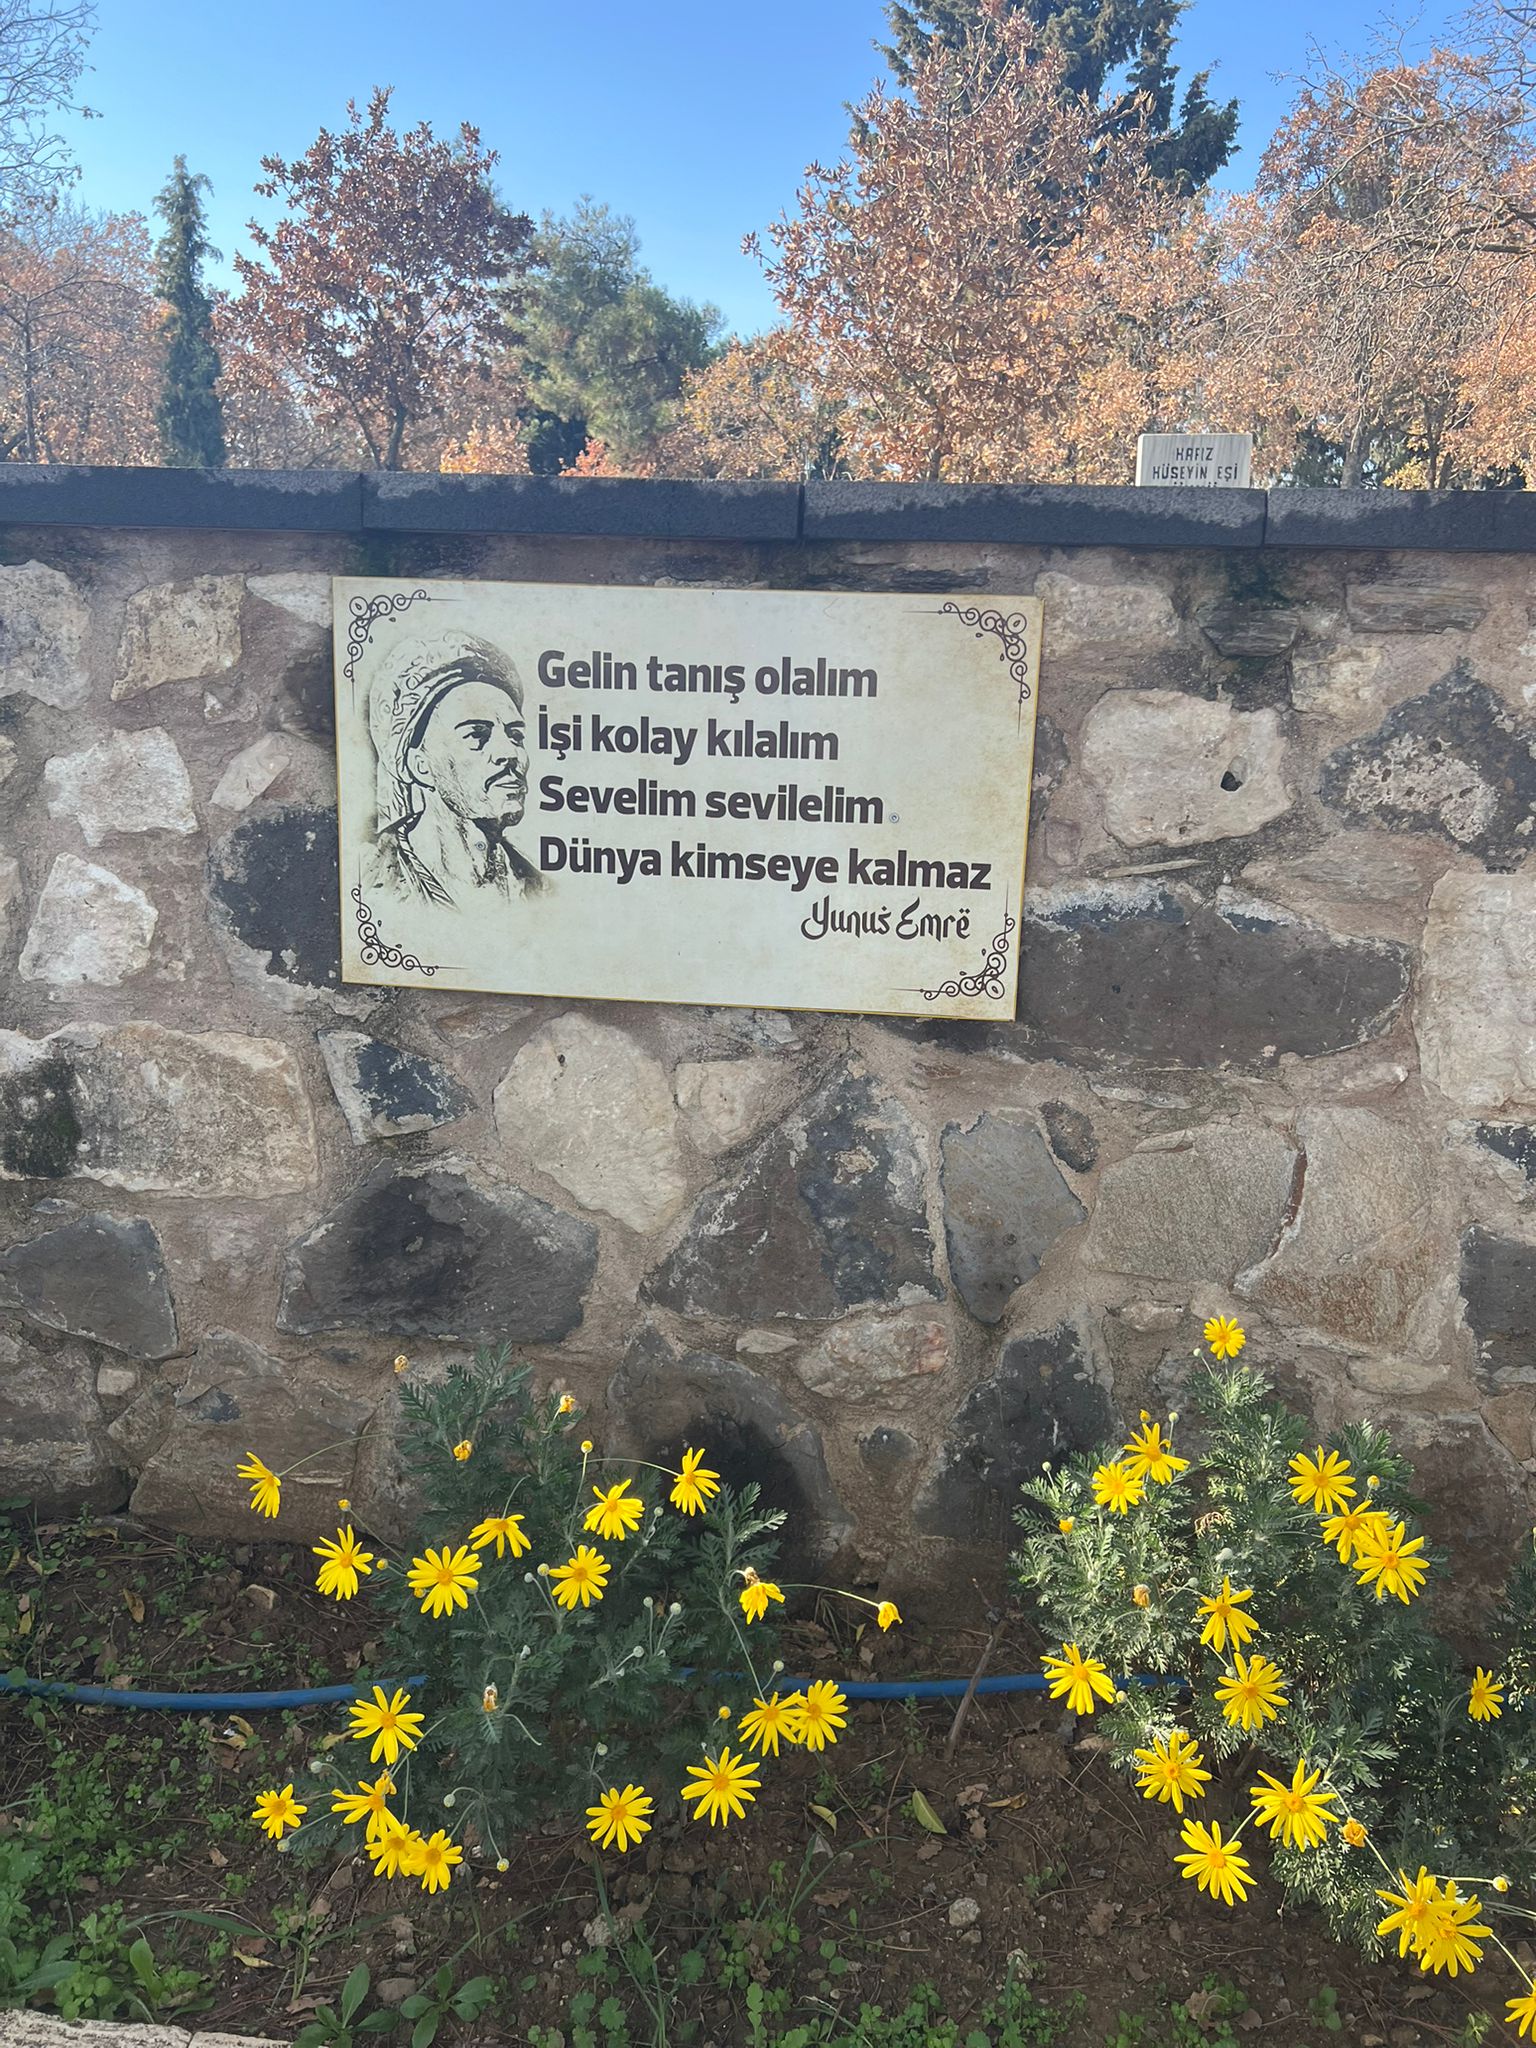 HAFIZ
HÜSEYİN EŞİ
Gelin tanış olalım
İşi kolay kılalım
Sevelim sevilelim
Dünya kimseye kalmaz
Yunus Emre